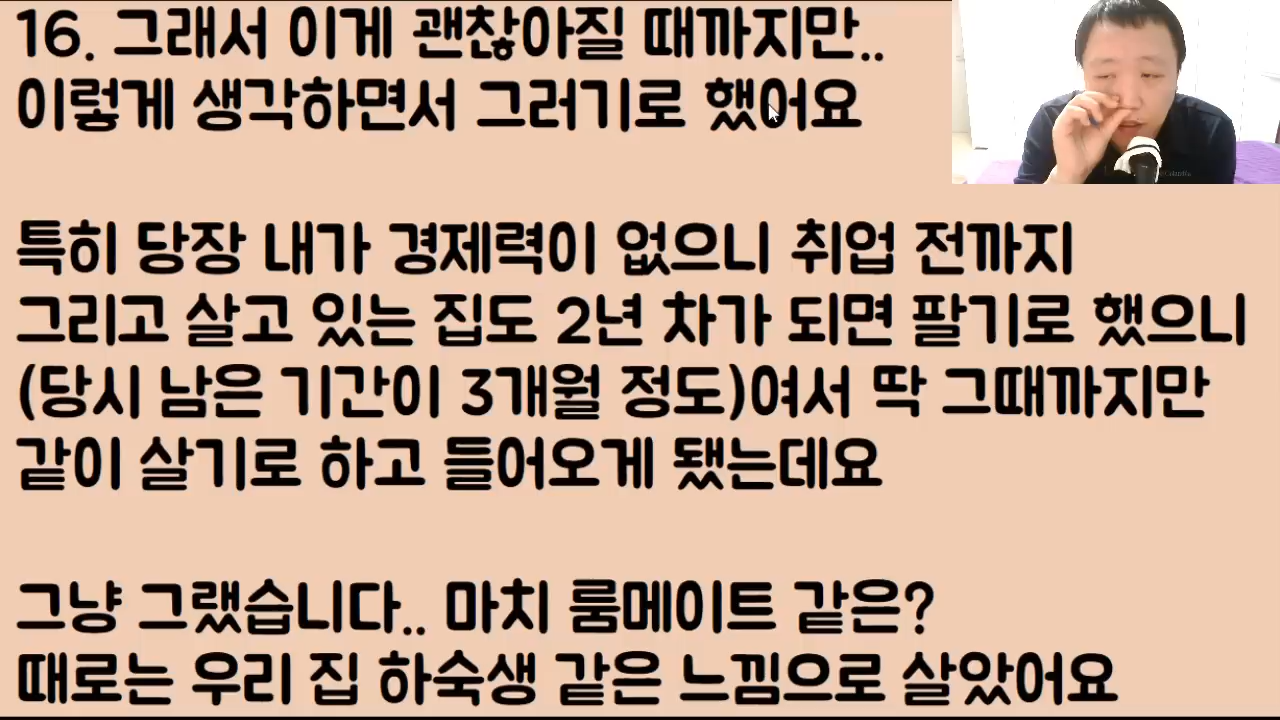 16. 그래서 이게 괜찮아질 때까지만..
이렇게 생각하면서 그러기로 했어요
특히 당장 내가 경제력이 없으니 취업 전까지
그리고 살고 있는 집도 2년 차가 되면 팔기로 했으니
(당시 남은 기간이 3개월 정도)여서 딱 그때까지만
같이 살기로 하고 들어오게 됐는데요
그냥 그랬습니다.. 마치 룸메이트 같은?
때로는 우리 집 하숙생 같은 느낌으로 살았어요